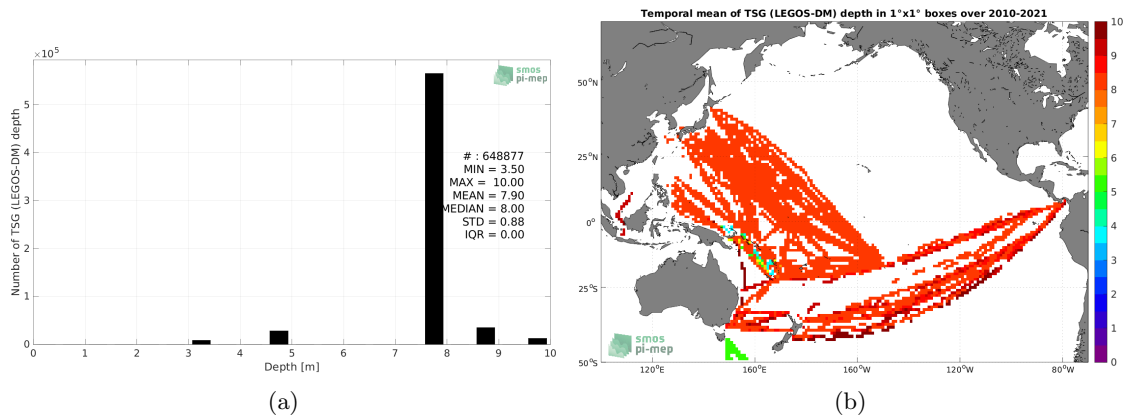 ×10⁵
smos
pi-mep
Number of TSG (LEGOS-DM) depth
5
4
3
2
1
0
# : 648877
MIN = 3.50
MAX = 10.00
MEAN = 7.90
MEDIAN = 8.00
STD = 0.88
IQR = 0.00
0 1 2 3 4 5 6 7 8 9 10
Depth [m]
(a)
Temporal mean of TSG (LEGOS-DM) depth in 1°x1° boxes over 2010-2021
50°N
25°N
0°
25°S
50°S
smos
pi-mep
120°E 160°E 160°W 120°W 80°W
10
9
8
7
6
5
4
3
2
1
0
(b)